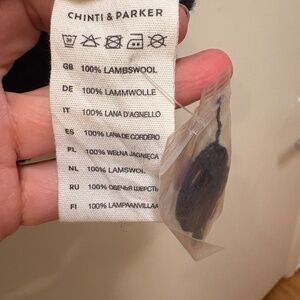 CHINTI & PARKER
GB 100% LAMBSWOOL
DE 100% LAMMWOLLE
IT 100% LANA D'AGNELLO
ES 100% LANA DE CORDERO
PL 100% WEŁNA JAGNIĘCA
NL 100% LAMSWOL
RU 100% ОВЕЧЬЯ ШЕРСТЬ
FI 100% LAMPAANVILLAA